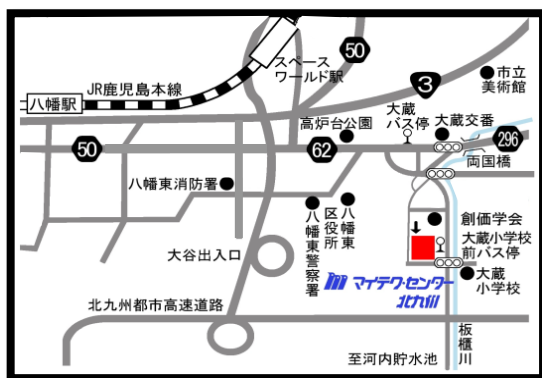 スペース
ワールド駅
50
3
市立
美術館
JR鹿児島本線
八幡駅
大蔵
バス停
大蔵交番
高炉台公園
296
50
62
両国橋
八幡東消防署
八幡東警察署
区役所
八幡東
創価学会
大蔵小学校
前バス停
大谷出入口
マイテク・センター
北九州
大蔵
小学校
北九州都市高速道路
板櫃川
至河内貯水池